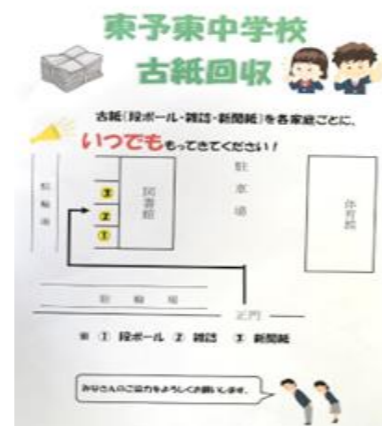 東予東中学校
古紙回収
古紙(段ボール・雑誌・新聞紙)を各家庭ごとに、
いつでももってきてください!
駐輪場
③
②
①
図書館
駐車場
体育館
駐輪場
正門
※ ① 段ボール ② 雑誌 ③ 新聞紙
みなさんのご協力をよろしくお願いします。